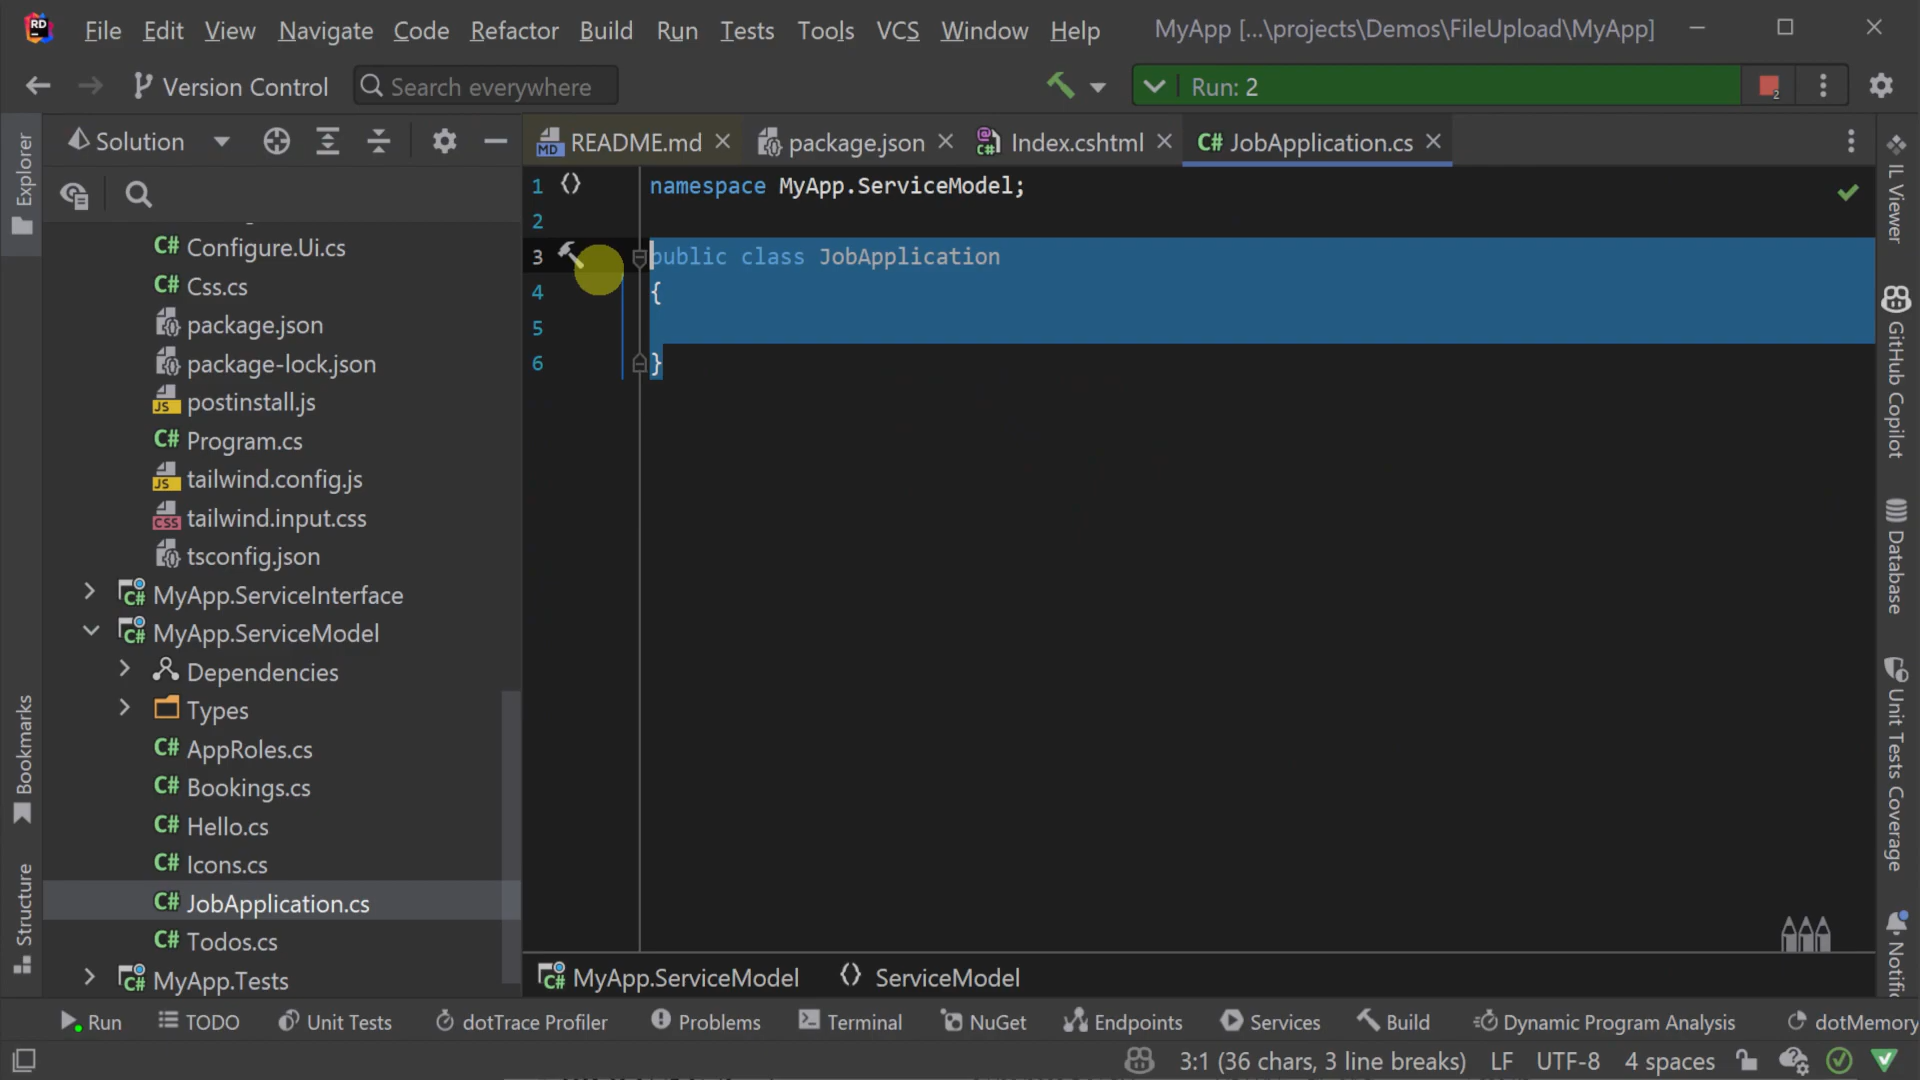 RD File Edit View Navigate Code Refactor Build Run Tests Tools VCS Window Help MyApp [...\projects\Demos\FileUpload\MyApp]
Version Control Search everywhere Run: 2 2
Solution
README.md package.json Index.cshtml C# JobApplication.cs
Explorer
Bookmarks
Structure
C# Configure.Ui.cs
C# Css.cs
package.json
package-lock.json
JS postinstall.js
C# Program.cs
JS tailwind.config.js
CSS tailwind.input.css
tsconfig.json
C# MyApp.ServiceInterface
C# MyApp.ServiceModel
Dependencies
Types
C# AppRoles.cs
C# Bookings.cs
C# Hello.cs
C# Icons.cs
C# JobApplication.cs
C# Todos.cs
C# MyApp.Tests
1 namespace MyApp.ServiceModel;
2
3 public class JobApplication
4 {
5
6 }
IL Viewer
GitHub Copilot
Database
Unit Tests Coverage
Notific
C# MyApp.ServiceModel ServiceModel
Run TODO Unit Tests dotTrace Profiler Problems Terminal NuGet Endpoints Services Build Dynamic Program Analysis dotMemory
3:1 (36 chars, 3 line breaks) LF UTF-8 4 spaces